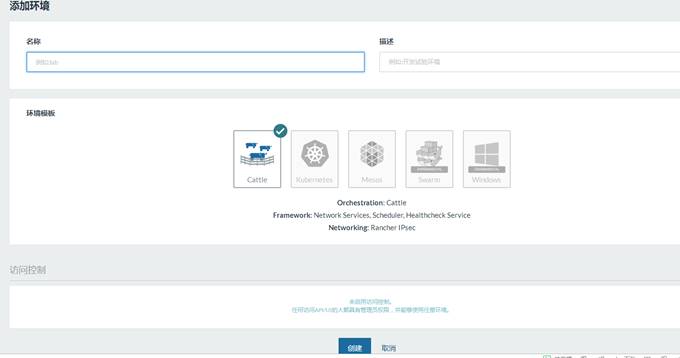 添加环境
名称
描述
例如:lab
例如:开发试验环境
环境模板
Cattle
Kubernetes
Mesos
Swarm
EXPERIMENTAL
Windows
EXPERIMENTAL
Orchestration: Cattle
Framework: Network Services, Scheduler, Healthcheck Service
Networking: Rancher IPsec
访问控制
未启用访问控制。
任何访问API/UI的人都具有管理员权限，并能够使用任意环境。
创建
取消